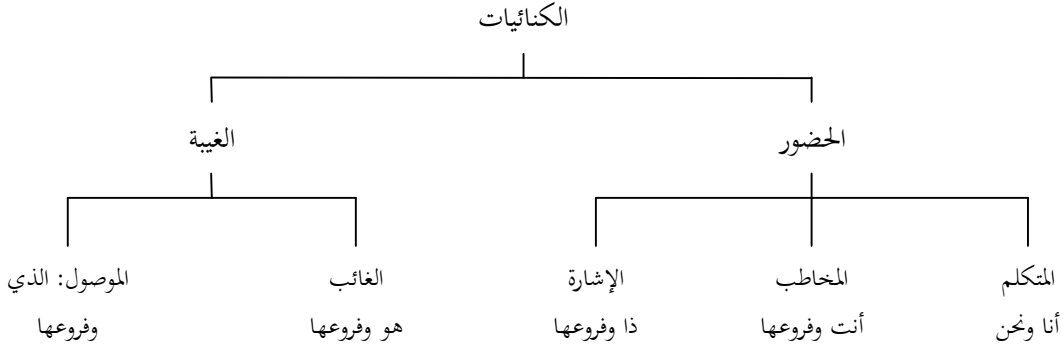 الكنائيات
الحضور
الغيبة
المتكلم
أنا ونحن
المخاطب
أنت وفروعها
الإشارة
ذا وفروعها
الغائب
هو وفروعها
الموصول: الذي
وفروعها